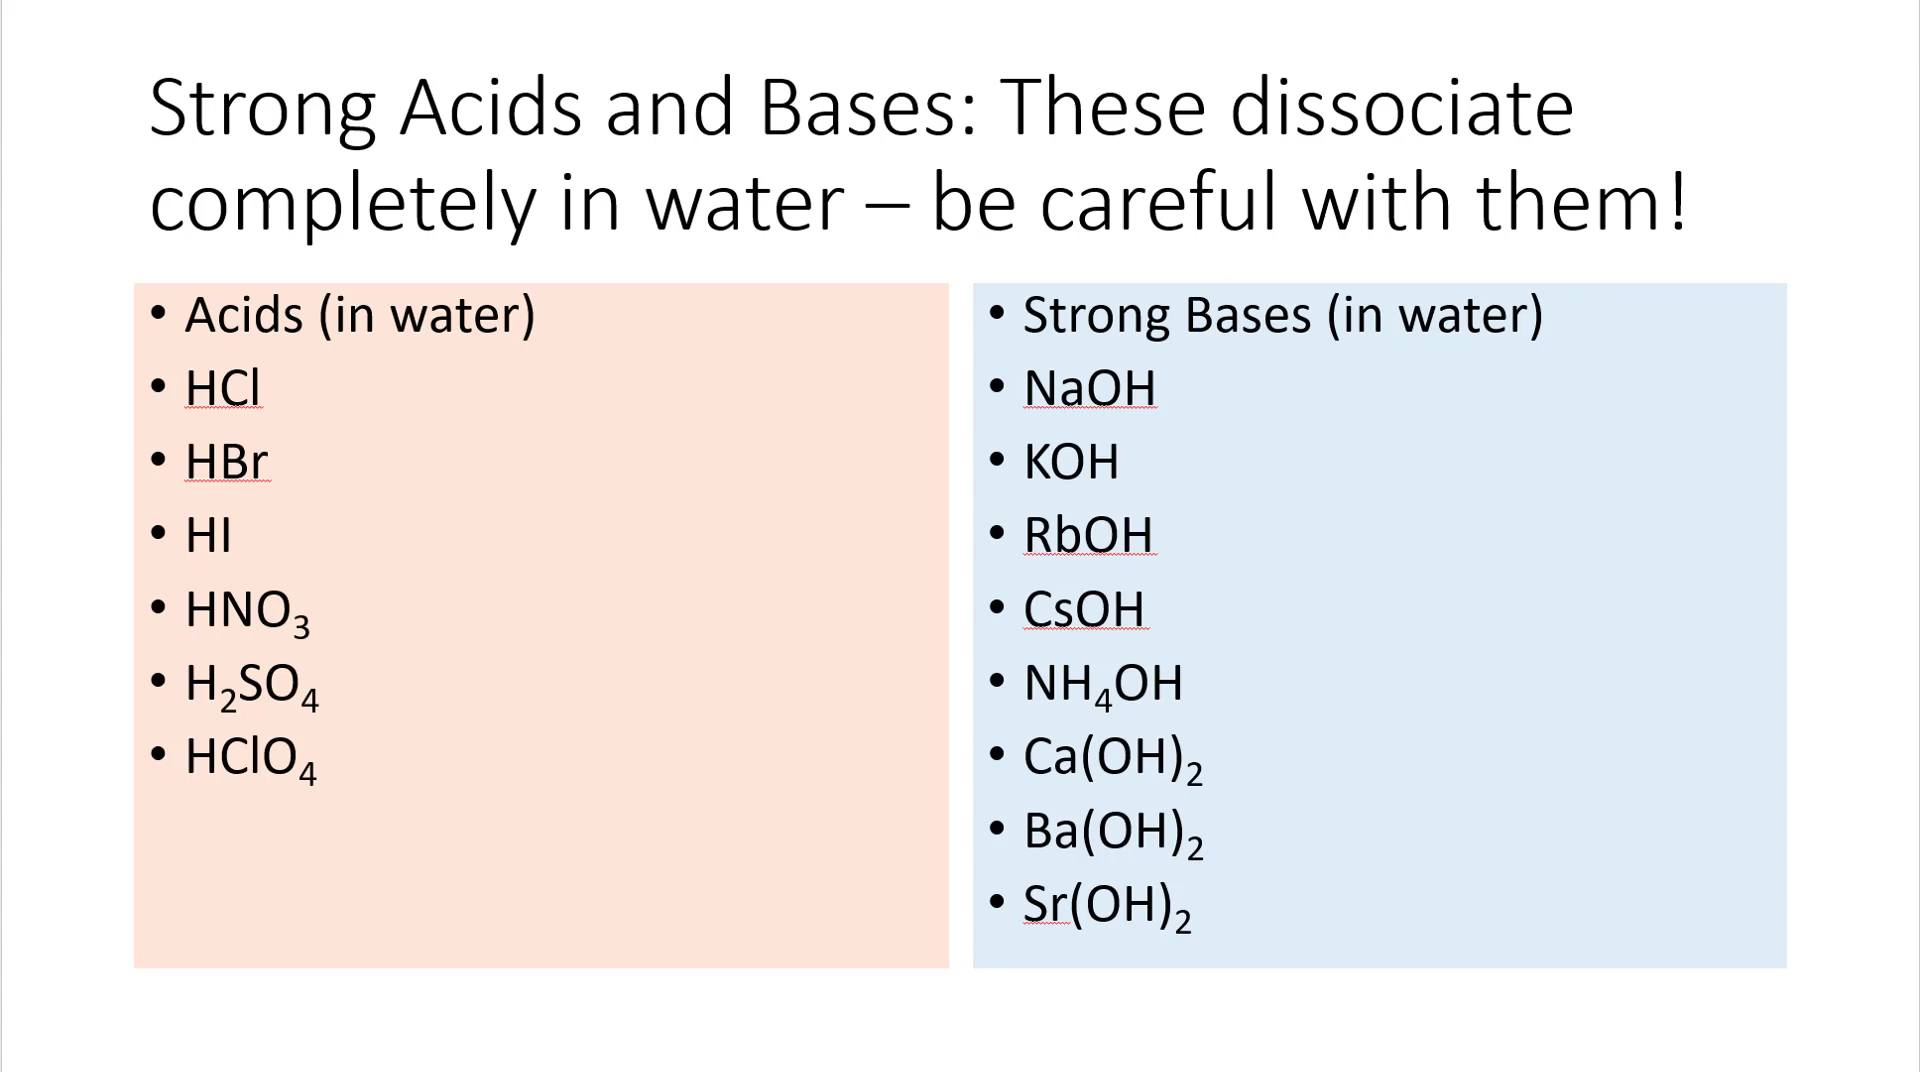 Strong Acids and Bases: These dissociate
completely in water – be careful with them!
• Acids (in water)
• HCl
• HBr
• HI
• HNO₃
• H₂SO₄
• HClO₄
• Strong Bases (in water)
• NaOH
• KOH
• RbOH
• CsOH
• NH₄OH
• Ca(OH)₂
• Ba(OH)₂
• Sr(OH)₂